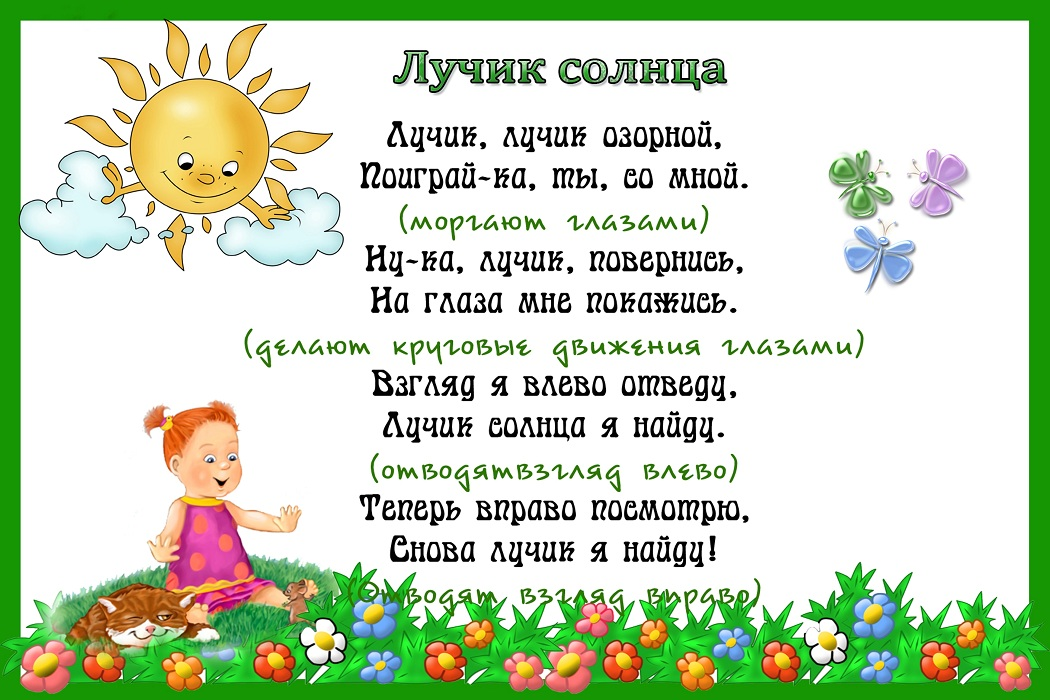 Лучик солнца
Лучик, лучик озорной,
Поиграй-ка, ты, со мной.
(моргают глазами)
Ну-ка, лучик, повернись,
На глаза мне покажись.
(делают круговые движения глазами)
Взгляд я влево отведу,
Лучик солнца я найду.
(отводятвзгляд влево)
Теперь вправо посмотрю,
Снова лучик я найду!
(Отводят взгляд вправо)